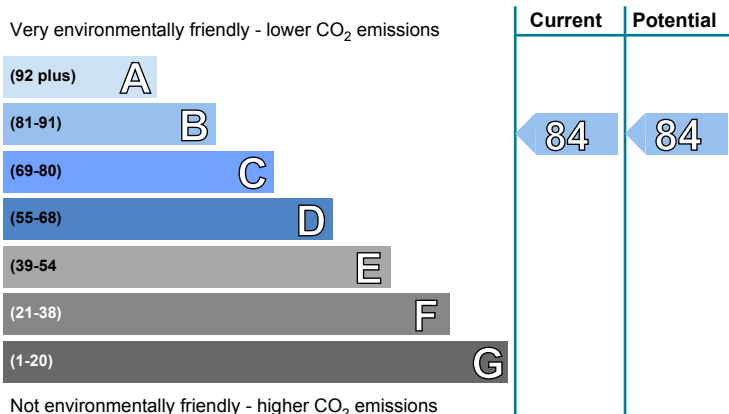 Very environmentally friendly - lower CO2 emissions
Current Potential
(92 plus) A
(81-91) B
84 84
(69-80) C
(55-68) D
(39-54 E
(21-38) F
(1-20) G
Not environmentally friendly - higher CO2 emissions